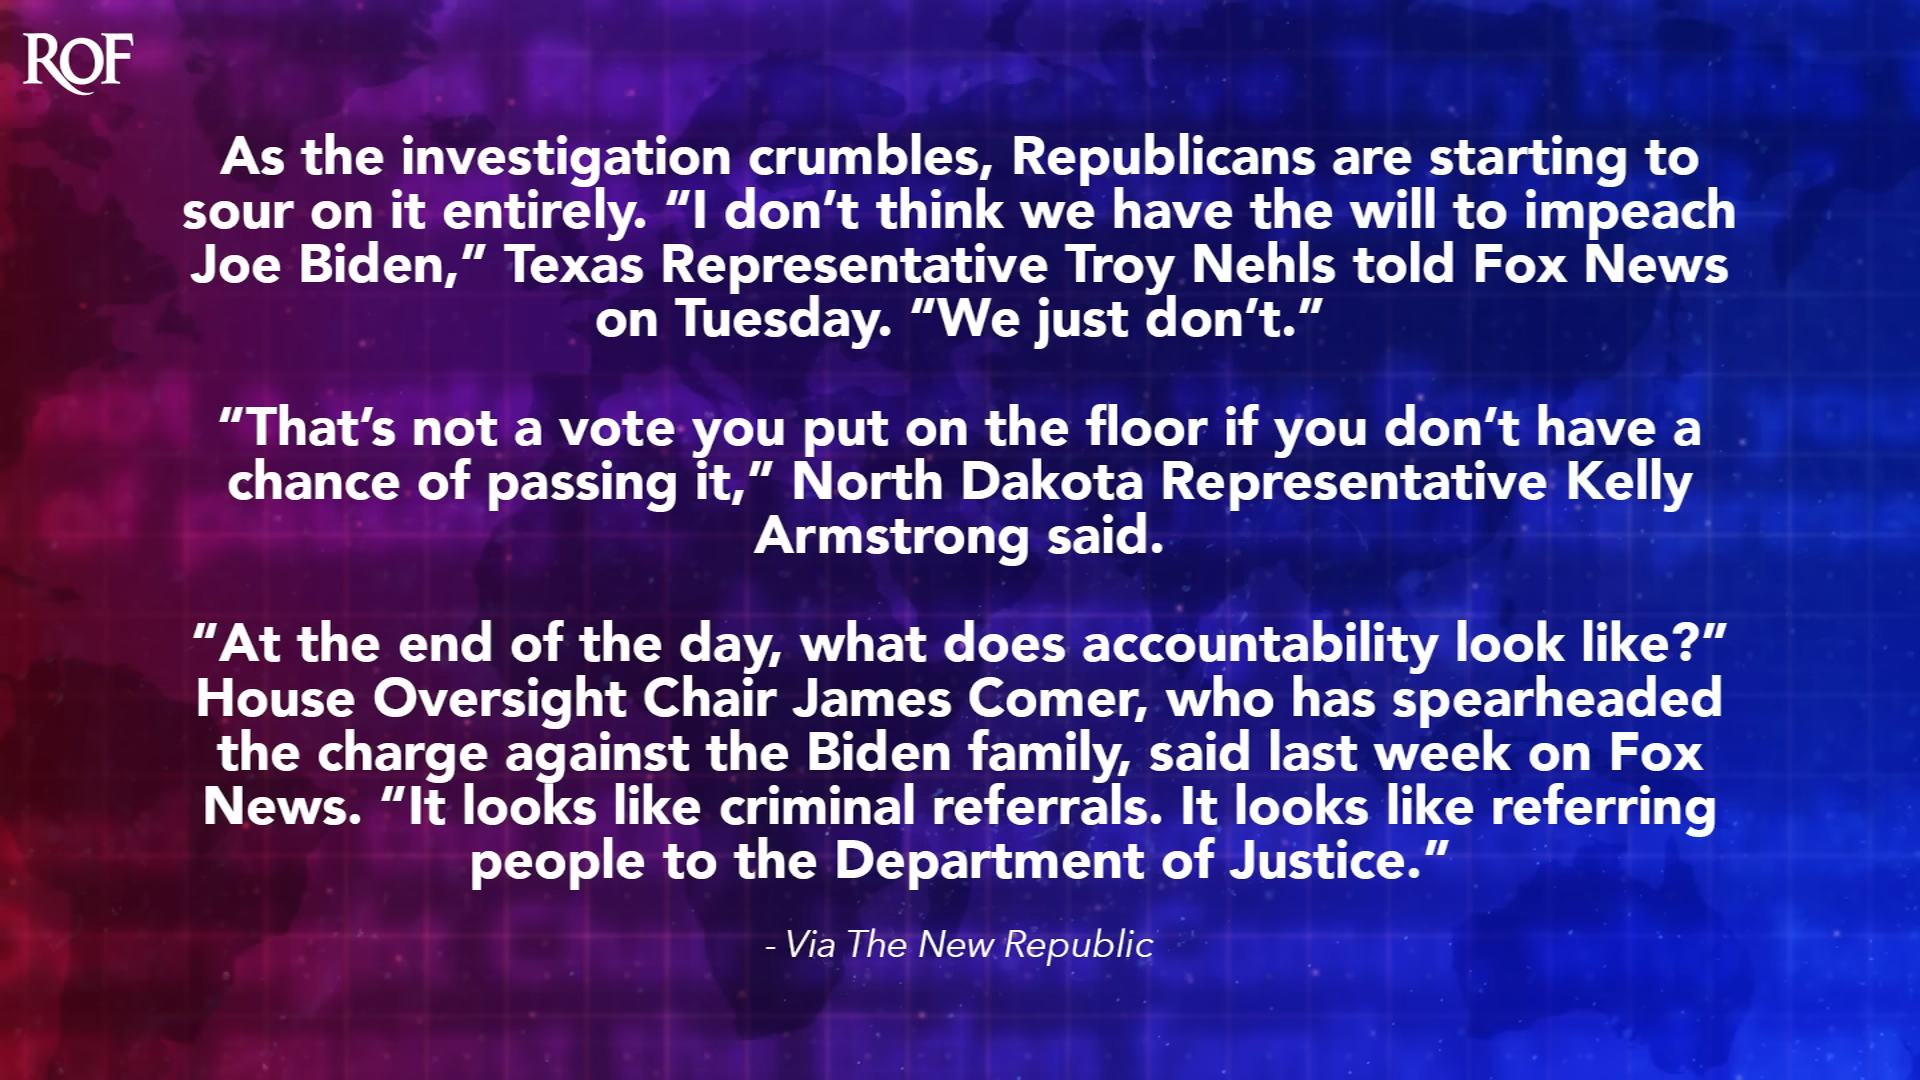 ROF
As the investigation crumbles, Republicans are starting to
sour on it entirely. “I don’t think we have the will to impeach
Joe Biden,” Texas Representative Troy Nehls told Fox News
on Tuesday. “We just don’t.”
“That’s not a vote you put on the floor if you don’t have a
chance of passing it,” North Dakota Representative Kelly
Armstrong said.
“At the end of the day, what does accountability look like?”
House Oversight Chair James Comer, who has spearheaded
the charge against the Biden family, said last week on Fox
News. “It looks like criminal referrals. It looks like referring
people to the Department of Justice.”
- Via The New Republic